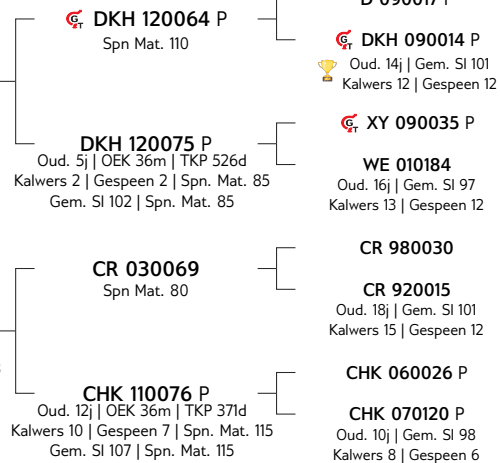 DKH 120064 P
Spn Mat. 110
DKH 090014 P
Oud. 14j | Gem. SI 101
Kalwers 12 | Gespeen 12
DKH 120075 P
Oud. 5j | OEK 36m | TKP 526d
Kalwers 2 | Gespeen 2 | Spn. Mat. 85
Gem. SI 102 | Spn. Mat. 85
XY 090035 P
WE 010184
Oud. 16j | Gem. SI 97
Kalwers 13 | Gespeen 12
CR 030069
Spn Mat. 80
CR 980030
CR 920015
Oud. 18j | Gem. SI 101
Kalwers 15 | Gespeen 12
CHK 110076 P
Oud. 12j | OEK 36m | TKP 371d
Kalwers 10 | Gespeen 7 | Spn. Mat. 115
Gem. SI 107 | Spn. Mat. 115
CHK 060026 P
CHK 070120 P
Oud. 10j | Gem. SI 98
Kalwers 8 | Gespeen 6